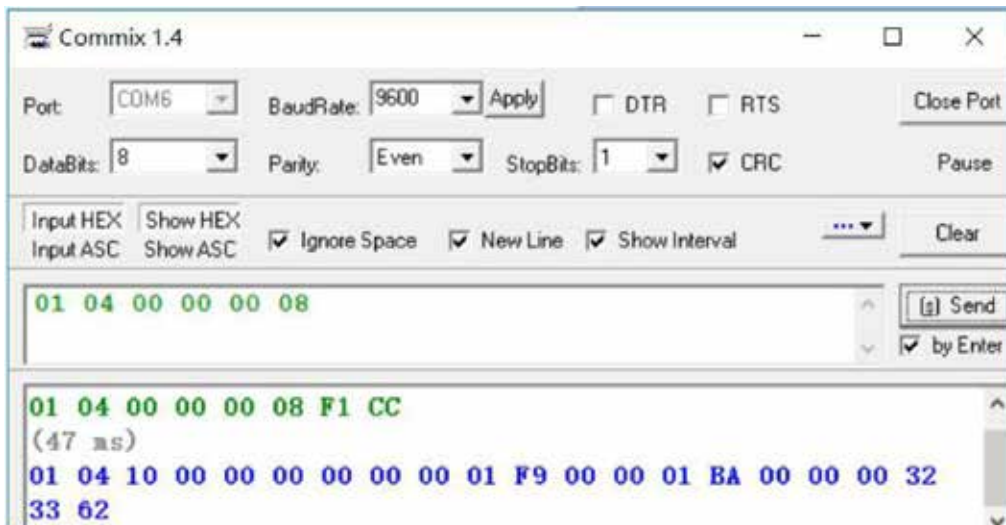 Commix 1.4
Port: COM6 BaudRate: 9600 Apply DTR RTS Close Port
DataBits: 8 Parity: Even StopBits: 1 CRC Pause
Input HEX Show HEX
Input ASC Show ASC
Ignore Space New Line Show Interval ... Clear
01 04 00 00 00 08
[s] Send
by Enter
01 04 00 00 00 08 F1 CC
(47 ms)
01 04 10 00 00 00 00 00 00 01 F9 00 00 01 BA 00 00 00 32
33 62